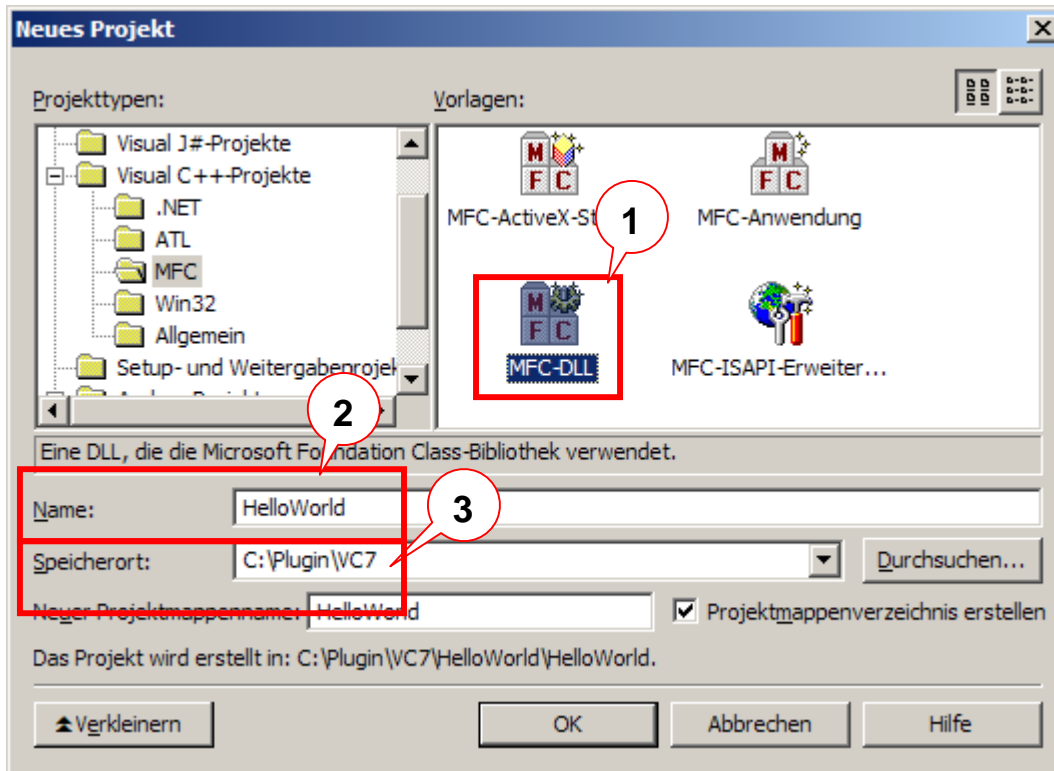 Neues Projekt
Projekttypen:
Vorlagen:
Visual J#-Projekte
Visual C++-Projekte
.NET
ATL
MFC
Win32
Allgemein
Setup- und Weitergabeprojek
M
F C
MFC-ActiveX-St
M
F C
MFC-Anwendung
1
M
F C
MFC-DLL
MFC-ISAPI-Erweiter...
2
Eine DLL, die die Microsoft Foundation Class-Bibliothek verwendet.
Name: HelloWorld
3
Speicherort: C:\Plugin\VC7 Durchsuchen...
Neuer Projektmappenname: HelloWorld Projektmappenverzeichnis erstellen
Das Projekt wird erstellt in: C:\Plugin\VC7\HelloWorld\HelloWorld.
Verkleinern OK Abbrechen Hilfe